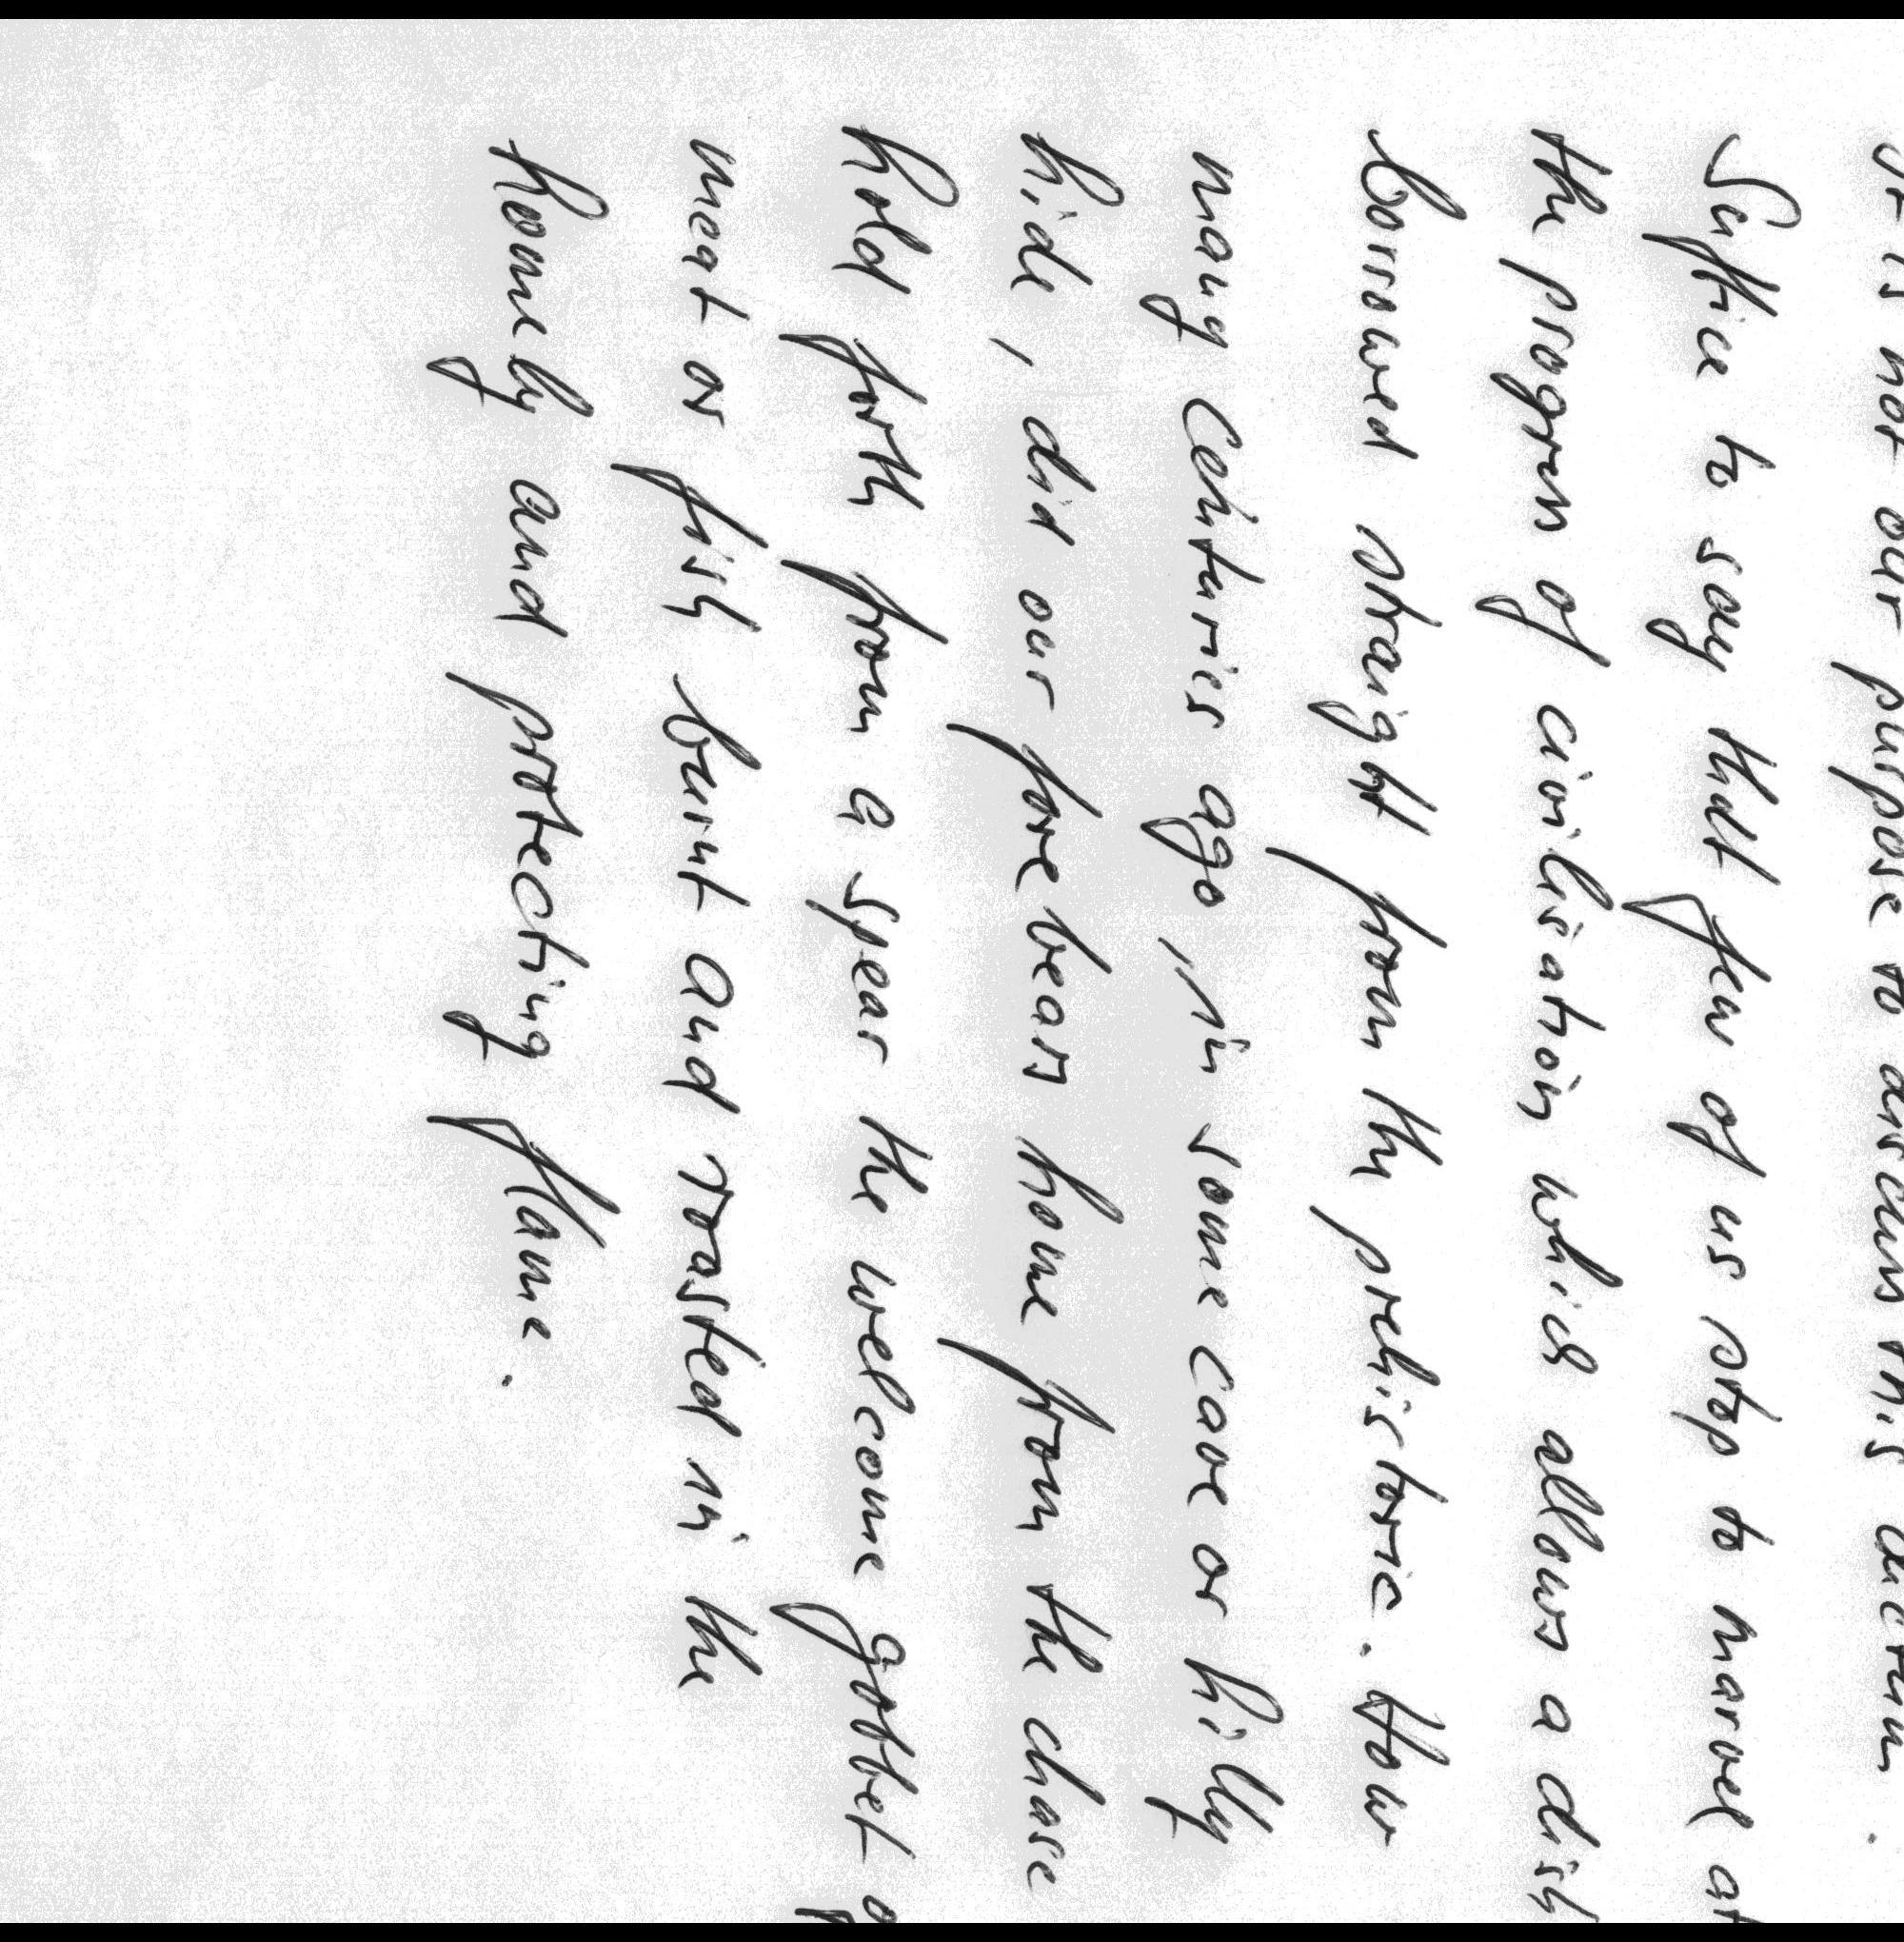 It is not our purpose to discuss this dictum.
Suffice to say that few of us stop to marvel at
the progress of civilisation which allows a dish
borrowed straight from the prehistoric. How
many centuries ago, in some cave or hilly
hide, did our forebears home from the chase
hold forth from a spear the welcome gobbet of
meat or fish burnt and roasted in the
homely and protecting flame.